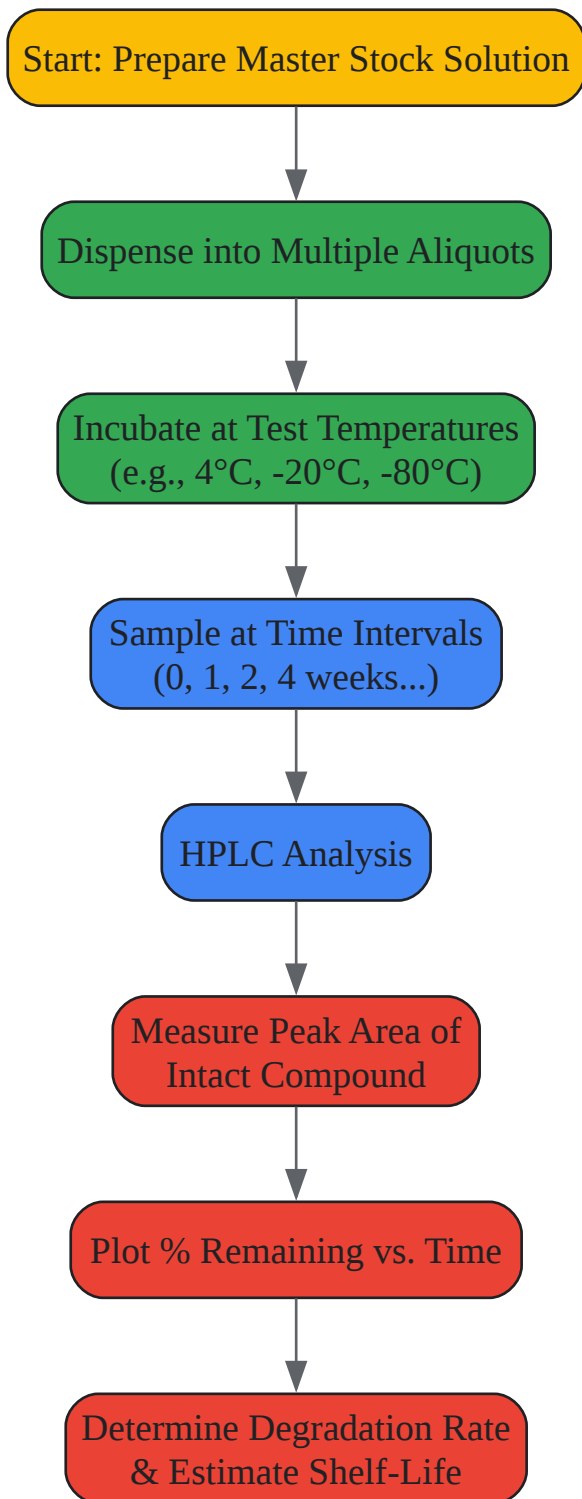 Start: Prepare Master Stock Solution
Dispense into Multiple Aliquots
Incubate at Test Temperatures
(e.g., 4°C, -20°C, -80°C)
Sample at Time Intervals
(0, 1, 2, 4 weeks...)
HPLC Analysis
Measure Peak Area of
Intact Compound
Plot % Remaining vs. Time
Determine Degradation Rate
& Estimate Shelf-Life